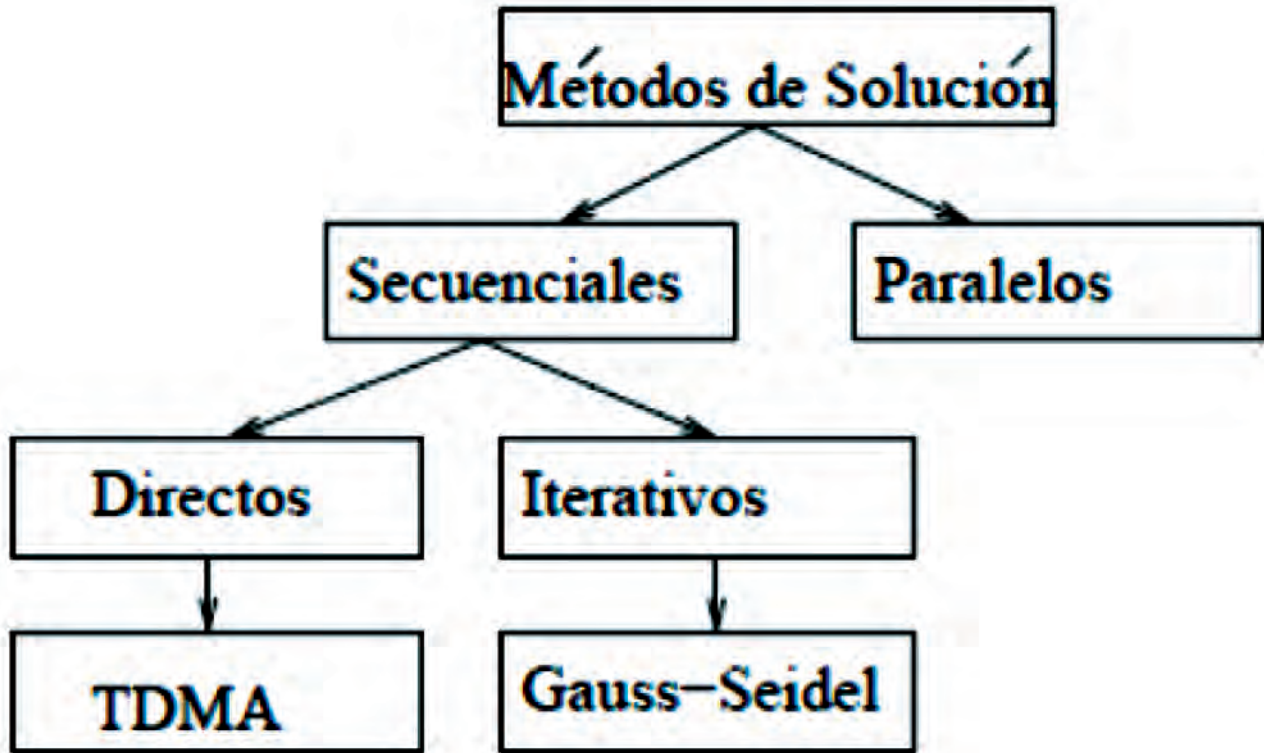 Métodos de Solución
Secuenciales
Paralelos
Directos
Iterativos
TDMA
Gauss-Seidel